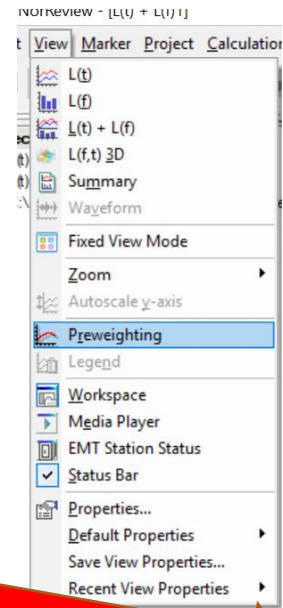 NorReview - [L(t) + L(f)1]
t View Marker Project Calculation
L(t)
L(f)
L(t) + L(f)
L(f,t) 3D
Summary
Waveform
Fixed View Mode
Zoom
Autoscale y-axis
Preweighting
Legend
Workspace
Media Player
EMT Station Status
Status Bar
Properties...
Default Properties
Save View Properties...
Recent View Properties